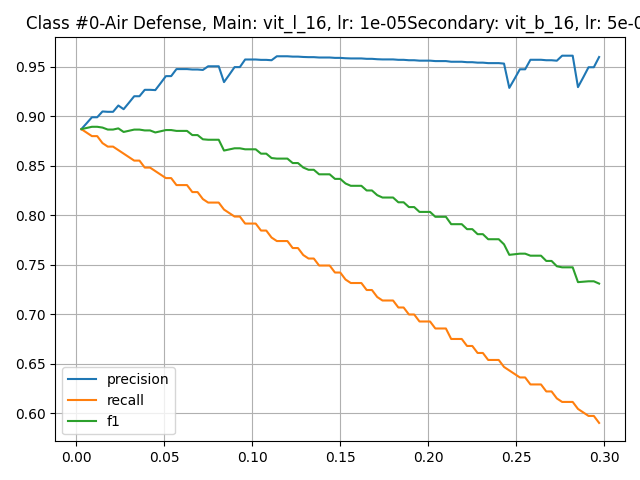 Class #0-Air Defense, Main: vit_l_16, lr: 1e-05Secondary: vit_b_16, lr: 5e-0
0.95
0.90
0.85
0.80
0.75
0.70
0.65
0.60
precision
recall
f1
0.00 0.05 0.10 0.15 0.20 0.25 0.30